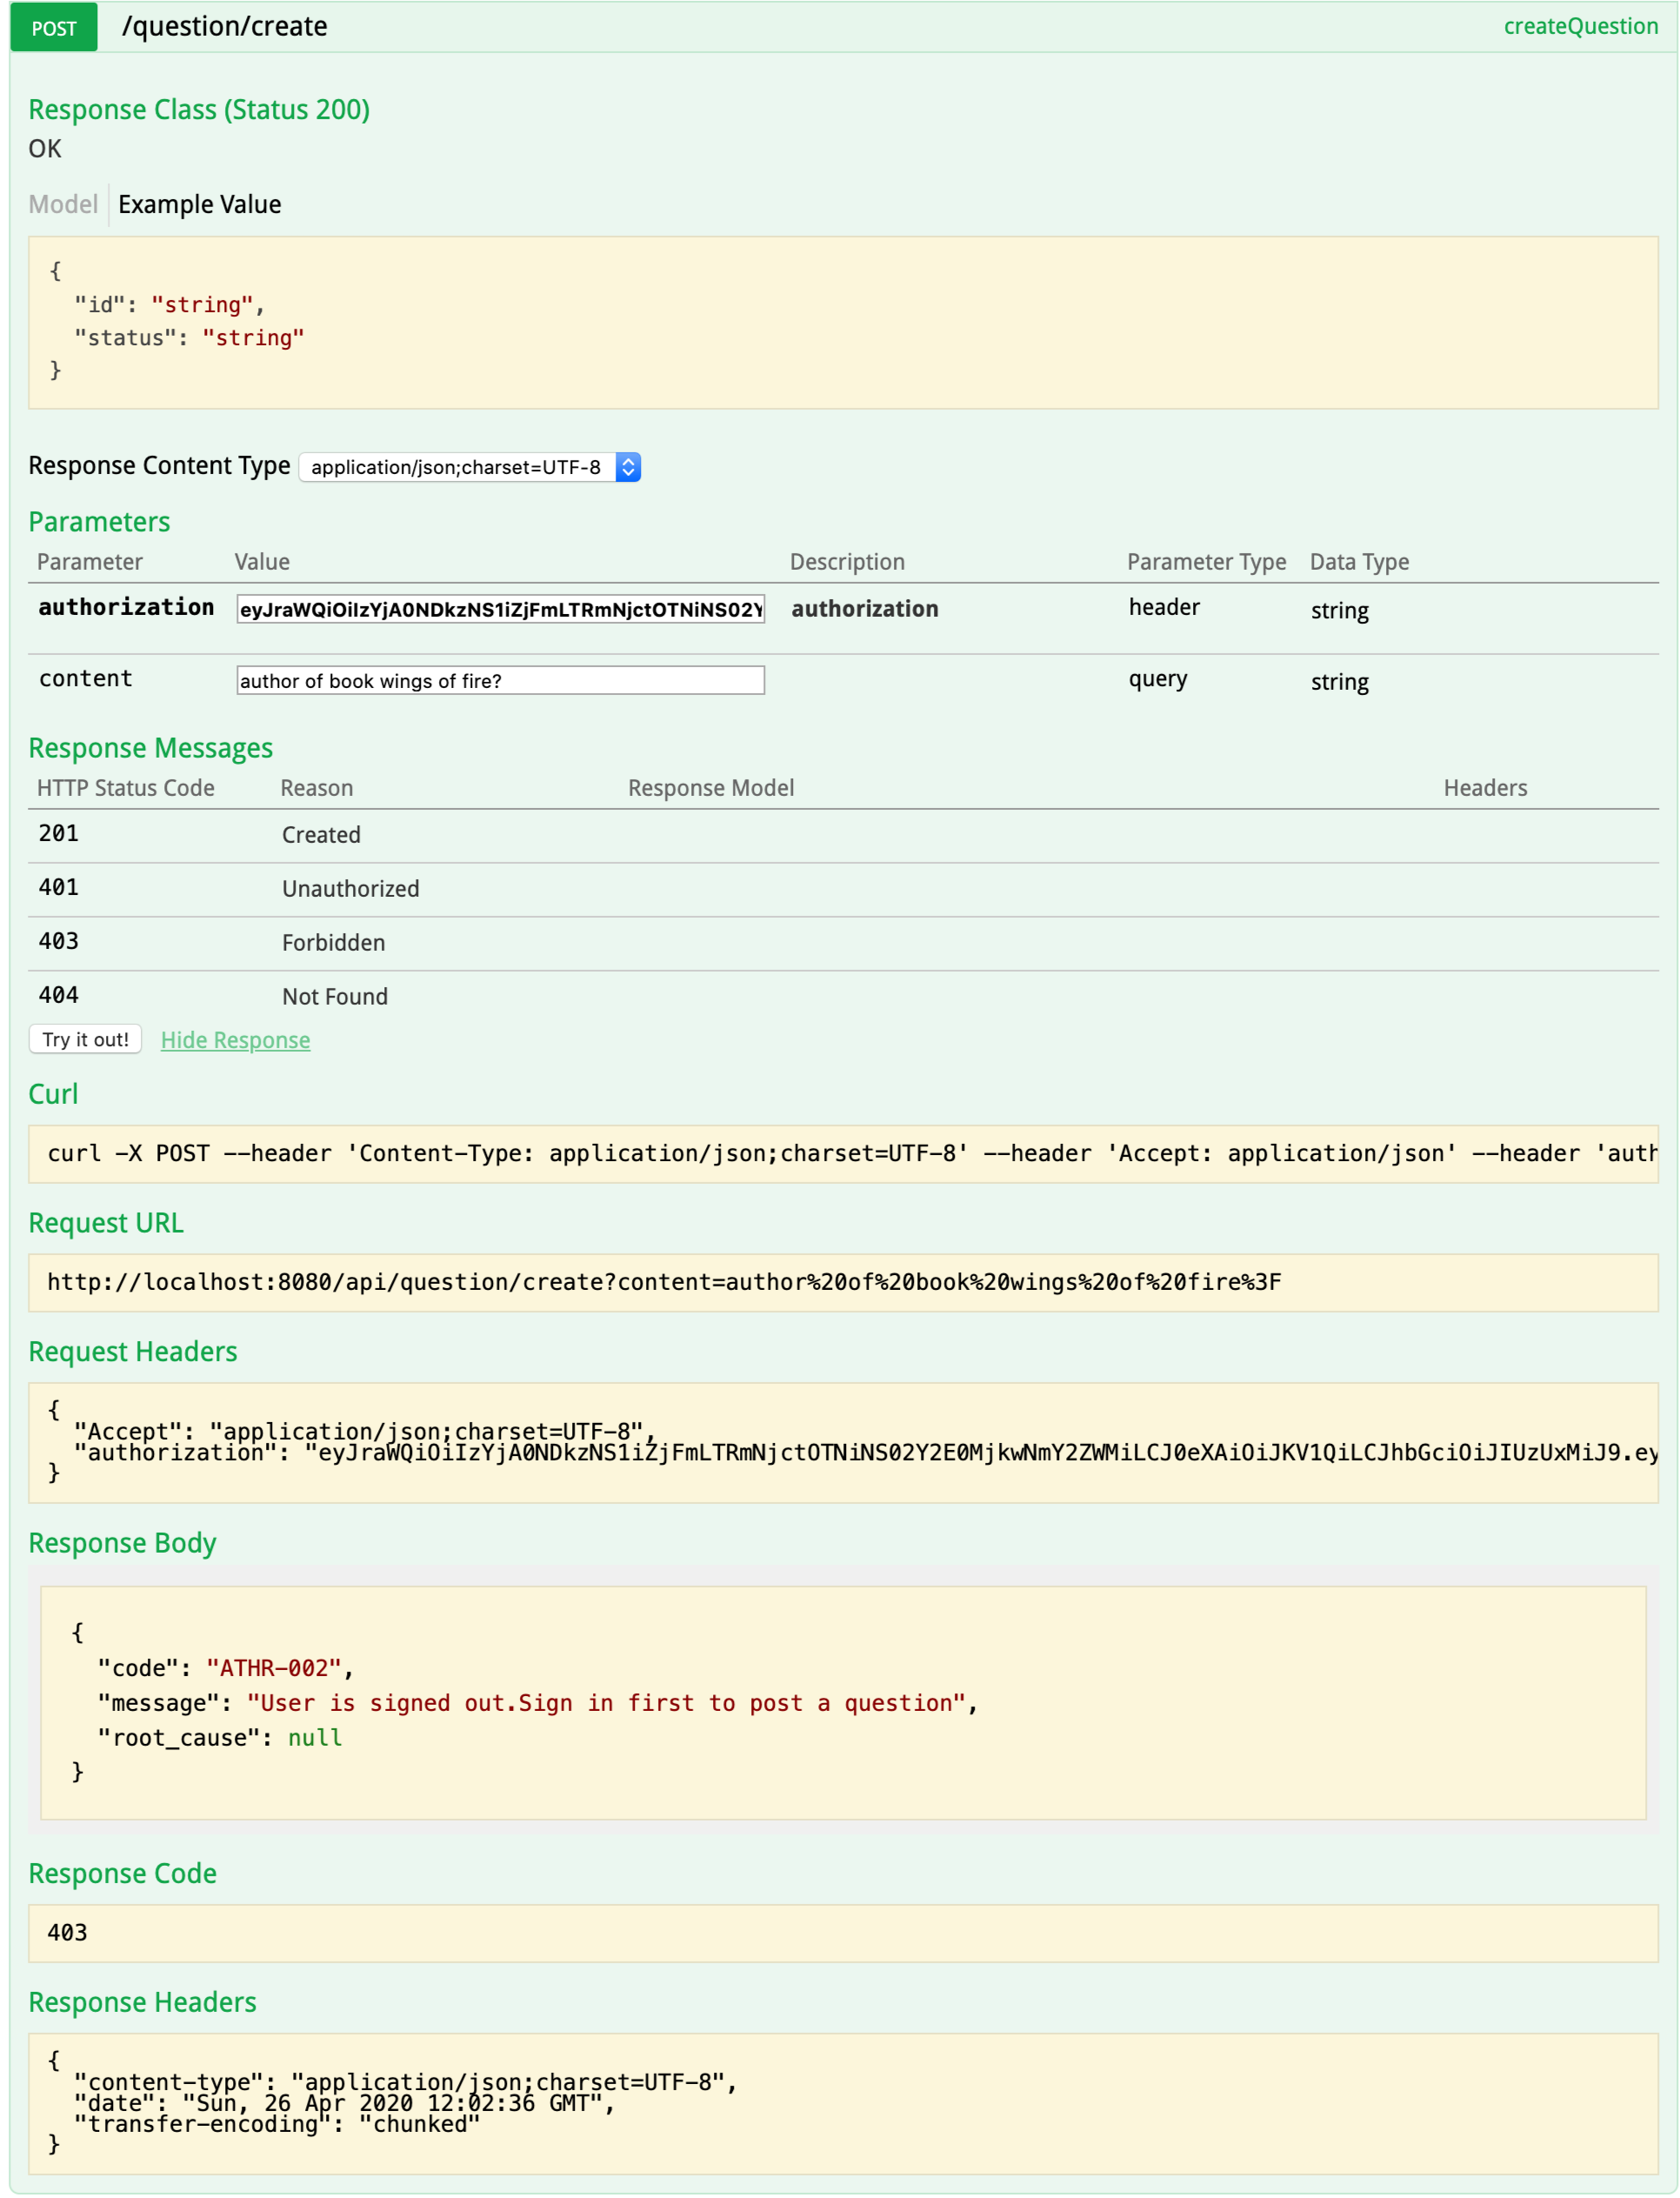 POST /question/create createQuestion
Response Class (Status 200)
OK
Model Example Value
{
"id": "string",
"status": "string"
}
Response Content Type application/json;charset=UTF-8
Parameters
Parameter Value Description Parameter Type Data Type
authorization eyJraWQiOiIzYjA0NDkzNS1iZjFmLTRmNjctOTNiNS02Y authorization header string
content author of book wings of fire? query string
Response Messages
HTTP Status Code Reason Response Model Headers
201 Created
401 Unauthorized
403 Forbidden
404 Not Found
Try it out! Hide Response
Curl
curl -X POST --header 'Content-Type: application/json;charset=UTF-8' --header 'Accept: application/json' --header 'auth
Request URL
http://localhost:8080/api/question/create?content=author%20of%20book%20wings%20of%20fire%3F
Request Headers
{
"Accept": "application/json;charset=UTF-8",
"authorization": "eyJraWQiOiIzYjA0NDkzNS1iZjFmLTRmNjctOTNiNS02Y2E0MjkwNmY2ZWMiLCJ0eXAiOiJKV1QiLCJhbGciOiJIUzUxMiJ9.ey
}
Response Body
{
"code": "ATHR-002",
"message": "User is signed out.Sign in first to post a question",
"root_cause": null
}
Response Code
403
Response Headers
{
"content-type": "application/json;charset=UTF-8",
"date": "Sun, 26 Apr 2020 12:02:36 GMT",
"transfer-encoding": "chunked"
}